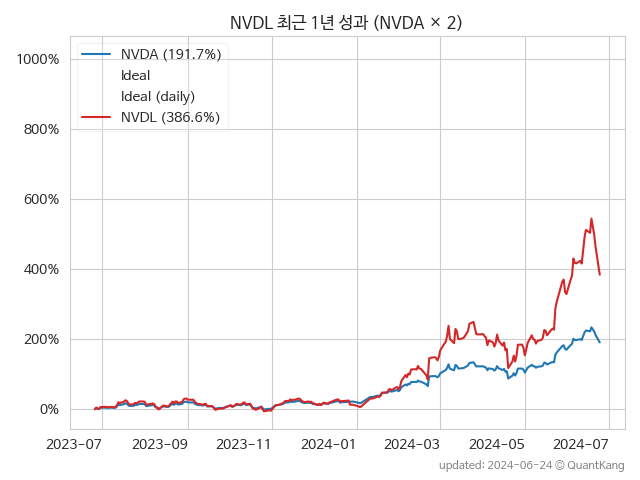 NVDL 최근 1년 성과 (NVDA × 2)
NVDA (191.7%)
Ideal
Ideal (daily)
NVDL (386.6%)
1000%
800%
600%
400%
200%
0%
2023-07 2023-09 2023-11 2024-01 2024-03 2024-05 2024-07
updated: 2024-06-24 © QuantKang